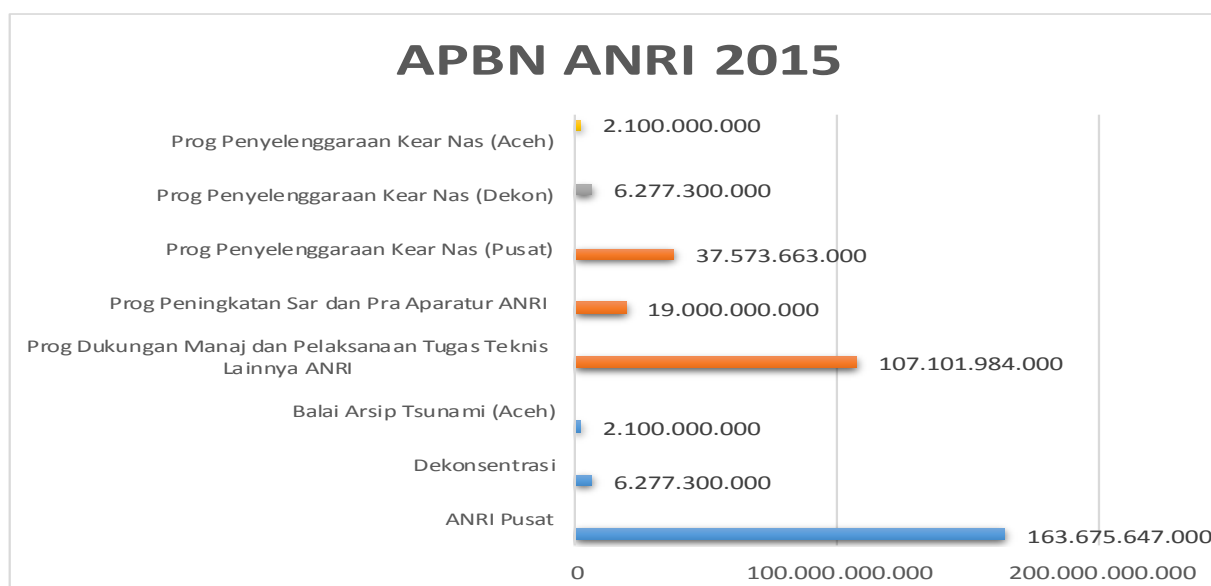 APBN ANRI 2015
Prog Penyelenggaraan Kear Nas (Aceh)
2.100.000.000
Prog Penyelenggaraan Kear Nas (Dekon)
6.277.300.000
Prog Penyelenggaraan Kear Nas (Pusat)
37.573.663.000
Prog Peningkatan Sar dan Pra Aparatur ANRI
19.000.000.000
Prog Dukungan Manaj dan Pelaksanaan Tugas Teknis
Lainnya ANRI
107.101.984.000
Balai Arsip Tsunami (Aceh)
2.100.000.000
Dekonsentrasi
6.277.300.000
ANRI Pusat
163.675.647.000
0 100.000.000.000 200.000.000.000